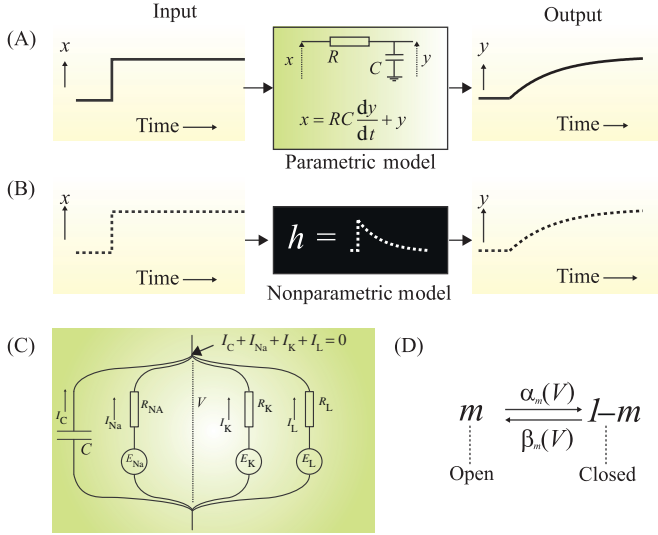 Input
Output
(A)
x
Time
x
R
C
y
x = RC dy/dt + y
Parametric model
y
Time
(B)
x
Time
h =
Nonparametric model
y
Time
(C)
I_C + I_Na + I_K + I_L = 0
I_C
C
I_Na
R_NA
E_Na
V
I_K
R_K
E_K
I_L
R_L
E_L
(D)
m
α_m(V)
β_m(V)
1–m
Open
Closed